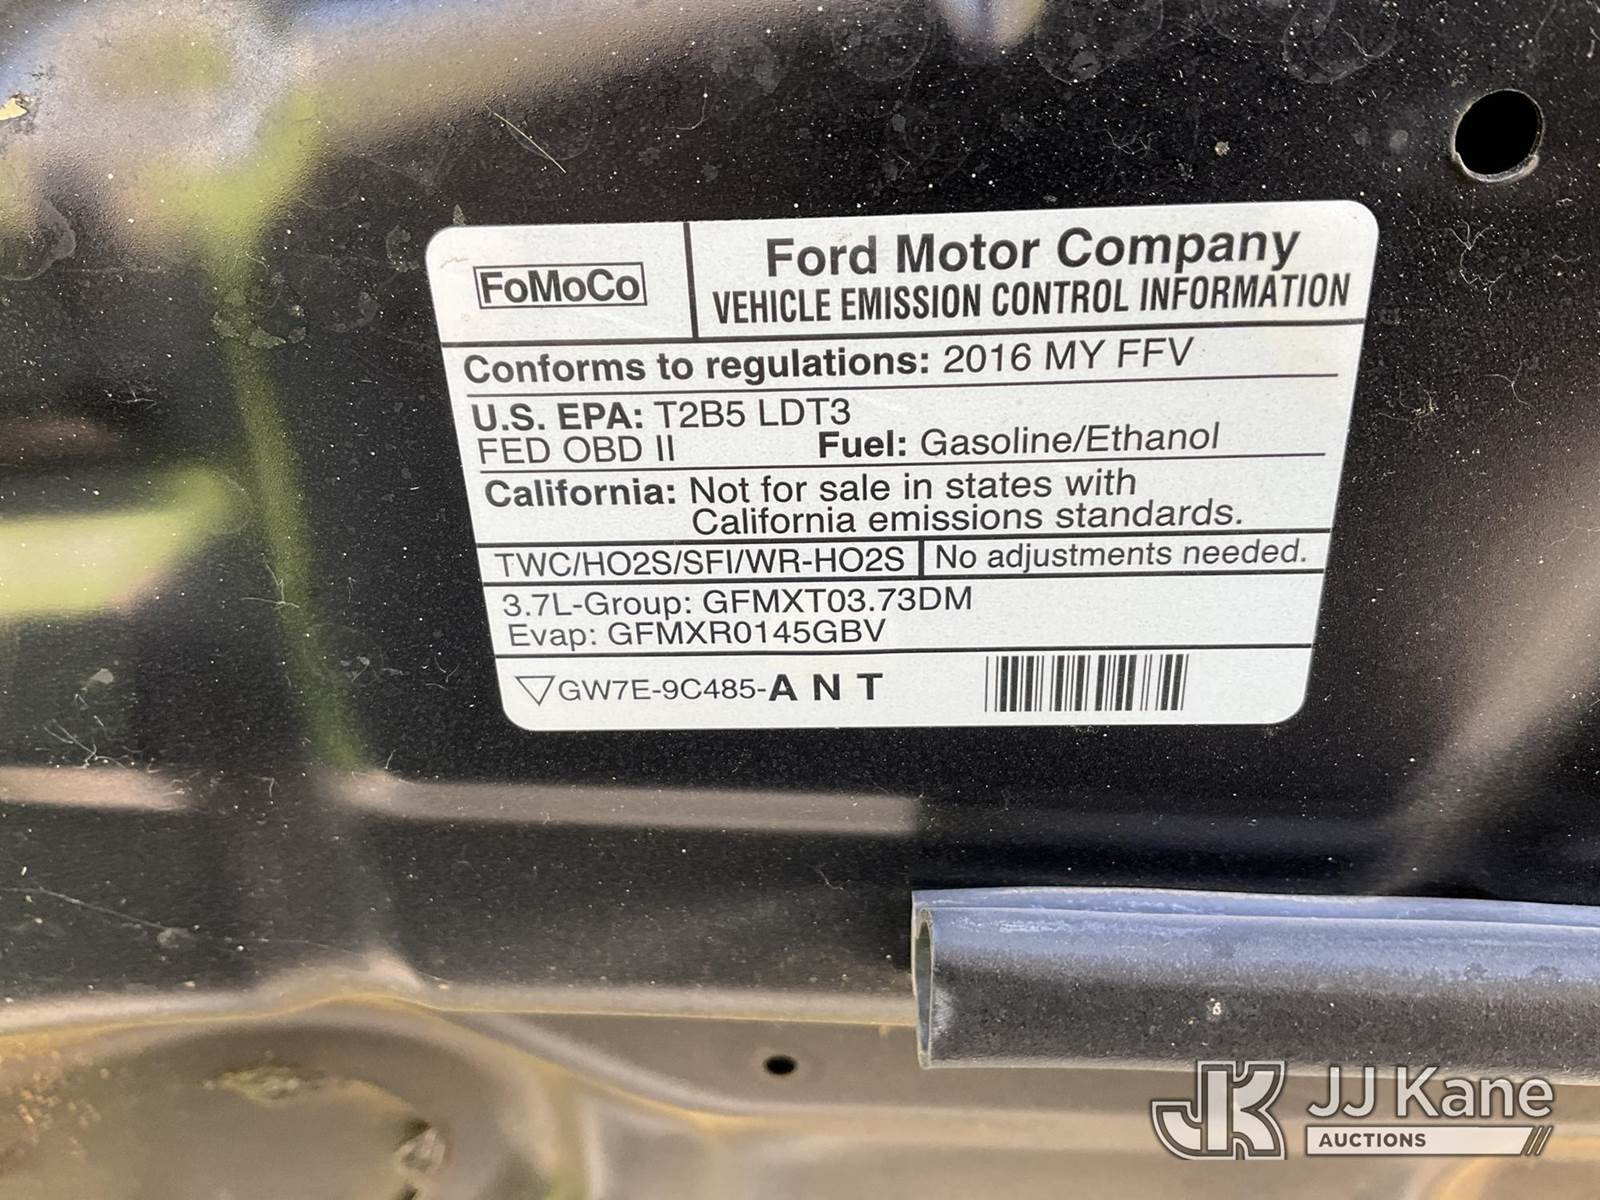 FoMoCo
Ford Motor Company
VEHICLE EMISSION CONTROL INFORMATION
Conforms to regulations: 2016 MY FFV
U.S. EPA: T2B5 LDT3
FED OBD II Fuel: Gasoline/Ethanol
California: Not for sale in states with
California emissions standards.
TWC/HO2S/SFI/WR-HO2S No adjustments needed.
3.7L-Group: GFMXT03.73DM
Evap: GFMXR0145GBV
GW7E-9C485-A N T
JK JJ Kane
AUCTIONS